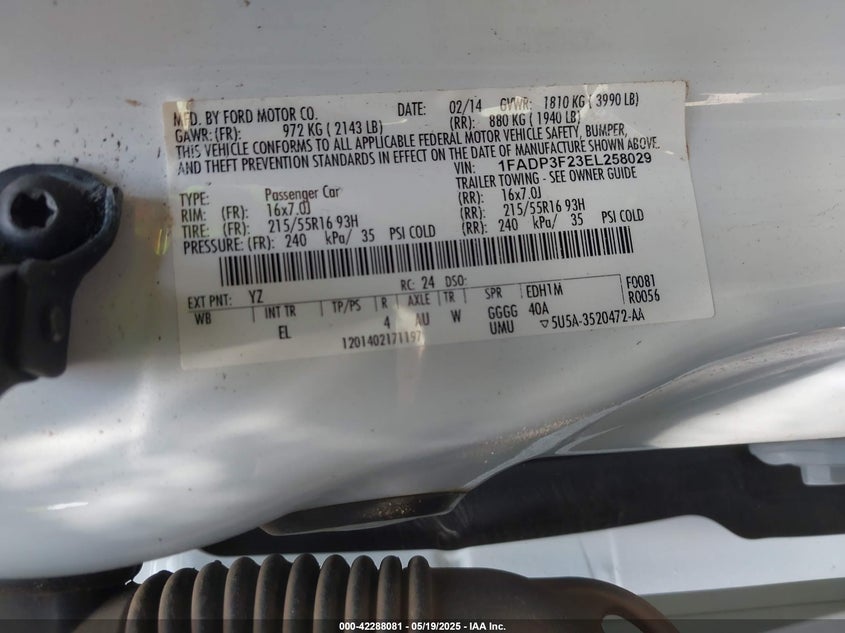 MFD. BY FORD MOTOR CO. DATE: 02/14 GVWR: 1810 KG ( 3990 LB)
GAWR: (FR): 972 KG ( 2143 LB) (RR): 880 KG ( 1940 LB)
THIS VEHICLE CONFORMS TO ALL APPLICABLE FEDERAL MOTOR VEHICLE SAFETY, BUMPER,
AND THEFT PREVENTION STANDARDS IN EFFECT ON THE DATE OF MANUFACTURE SHOWN ABOVE.
VIN: 1FADP3F23EL258029
TYPE: Passenger Car TRAILER TOWING - SEE OWNER GUIDE
RIM: (FR): 16x7.0J (RR): 16x7.0J
TIRE: (FR): 215/55R16 93H (RR): 215/55R16 93H
PRESSURE: (FR): 240 kPa/ 35 PSI COLD (RR): 240 kPa/ 35 PSI COLD
EXT PNT: YZ RC: 24 DSO: F0081
WB INT TR TP/PS R AXLE TR SPR EDH1M R0056
EL 4 AU W GGGG 40A
UMU ▽5U5A-3520472-AA
1201402171197
000-42288081 - 05/19/2025 - IAA Inc.